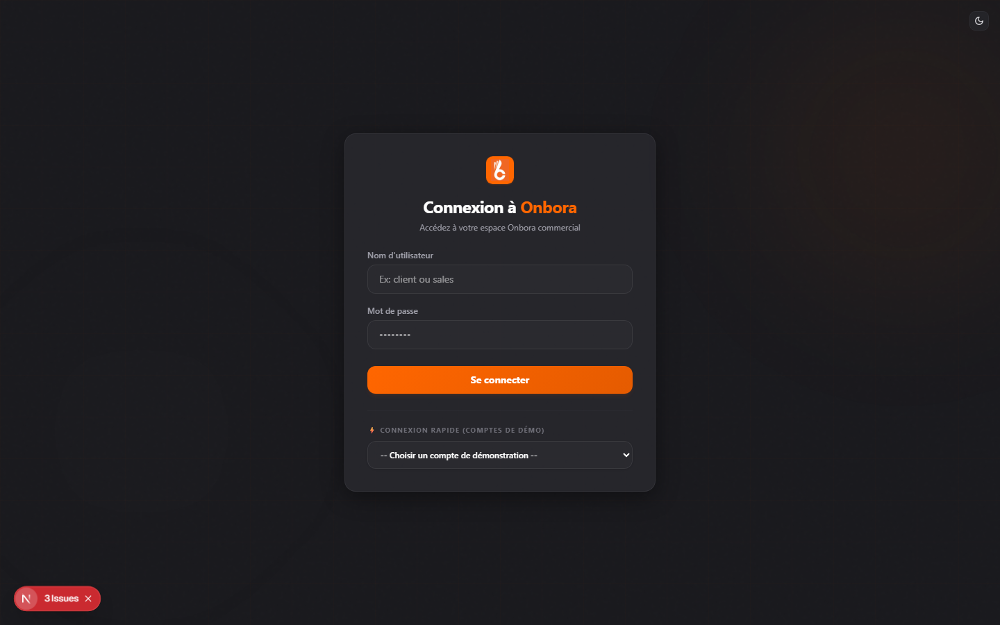 Connexion à Onbora
Accédez à votre espace Onbora commercial
Nom d'utilisateur
Ex: client ou sales
Mot de passe
••••••••
Se connecter
CONNEXION RAPIDE (COMPTES DE DÉMO)
-- Choisir un compte de démonstration --
N 3 Issues